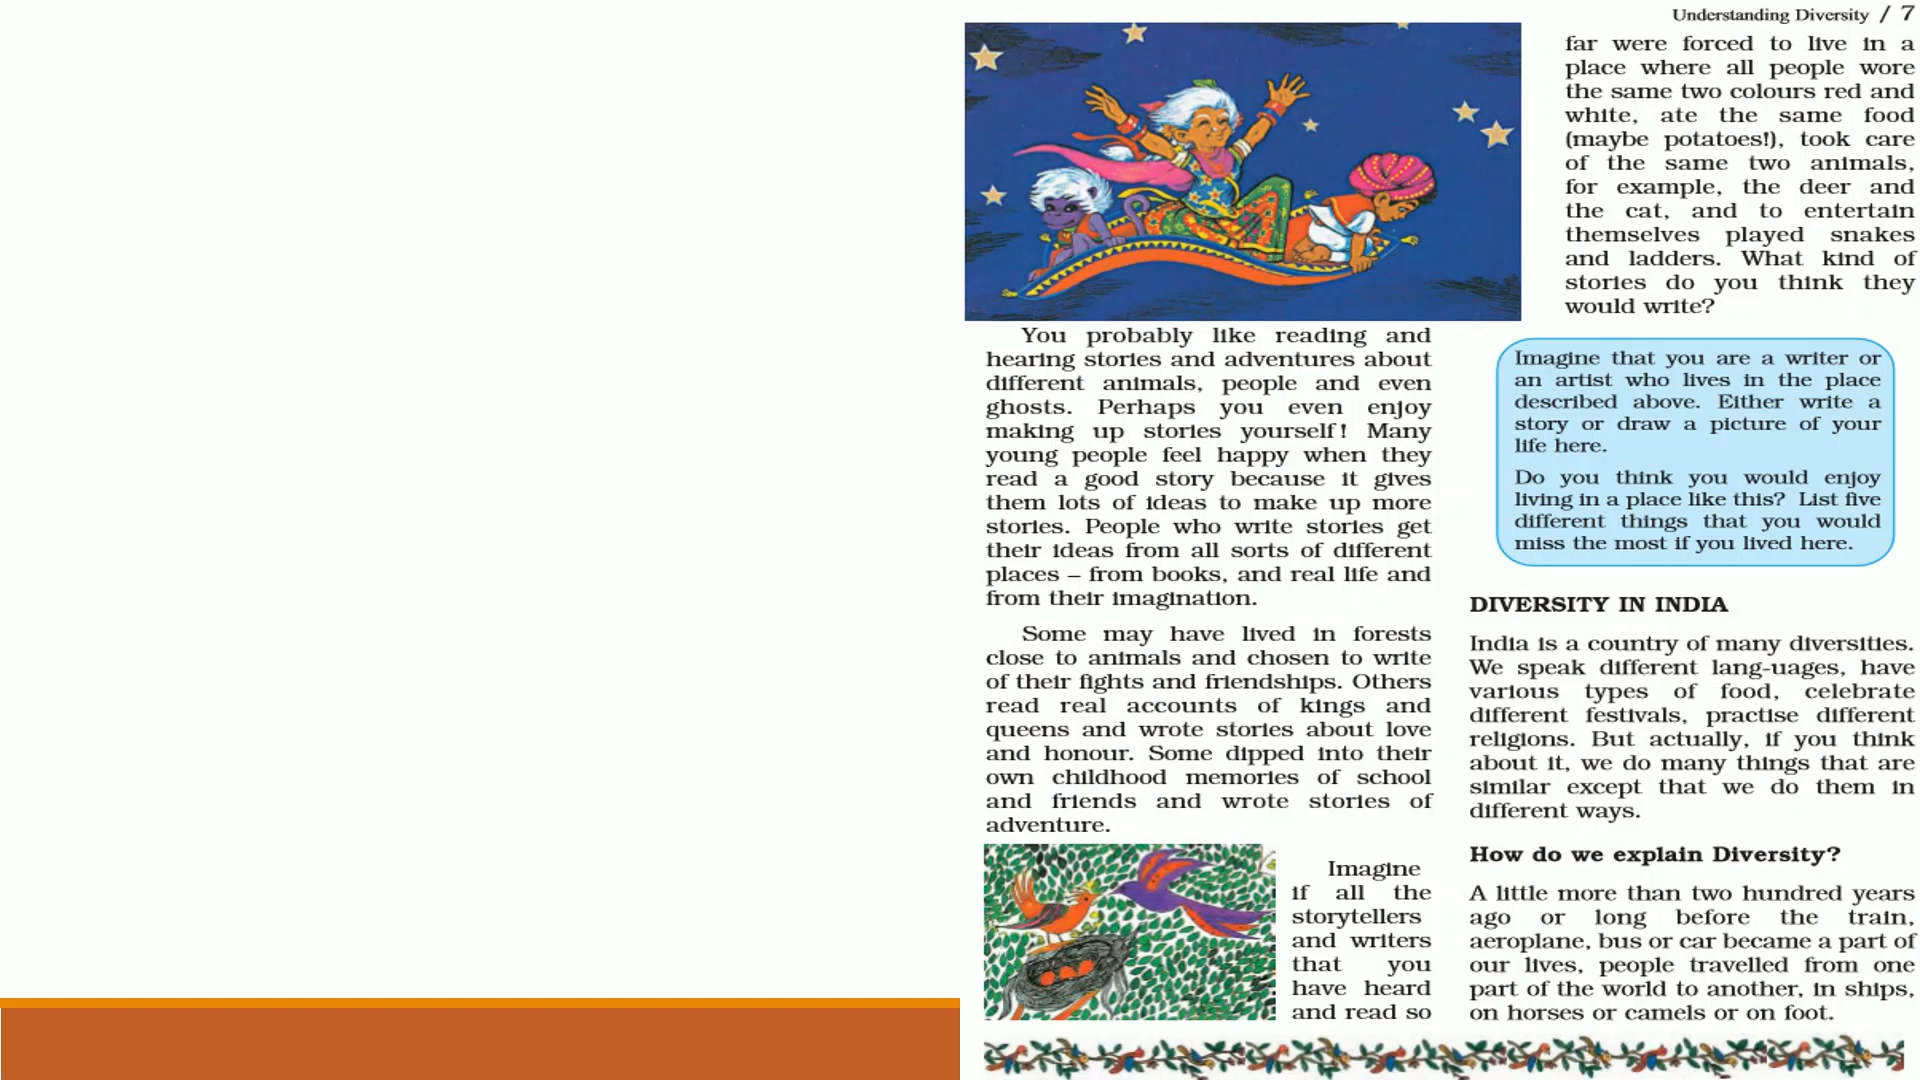 Understanding Diversity / 7
You probably like reading and
hearing stories and adventures about
different animals, people and even
ghosts. Perhaps you even enjoy
making up stories yourself! Many
young people feel happy when they
read a good story because it gives
them lots of ideas to make up more
stories. People who write stories get
their ideas from all sorts of different
places – from books, and real life and
from their imagination.
Some may have lived in forests
close to animals and chosen to write
of their fights and friendships. Others
read real accounts of kings and
queens and wrote stories about love
and honour. Some dipped into their
own childhood memories of school
and friends and wrote stories of
adventure.
Imagine
if all the
storytellers
and writers
that you
have heard
and read so
far were forced to live in a
place where all people wore
the same two colours red and
white, ate the same food
(maybe potatoes!), took care
of the same two animals,
for example, the deer and
the cat, and to entertain
themselves played snakes
and ladders. What kind of
stories do you think they
would write?
Imagine that you are a writer or
an artist who lives in the place
described above. Either write a
story or draw a picture of your
life here.
Do you think you would enjoy
living in a place like this? List five
different things that you would
miss the most if you lived here.
DIVERSITY IN INDIA
India is a country of many diversities.
We speak different lang-uages, have
various types of food, celebrate
different festivals, practise different
religions. But actually, if you think
about it, we do many things that are
similar except that we do them in
different ways.
How do we explain Diversity?
A little more than two hundred years
ago or long before the train,
aeroplane, bus or car became a part of
our lives, people travelled from one
part of the world to another, in ships,
on horses or camels or on foot.